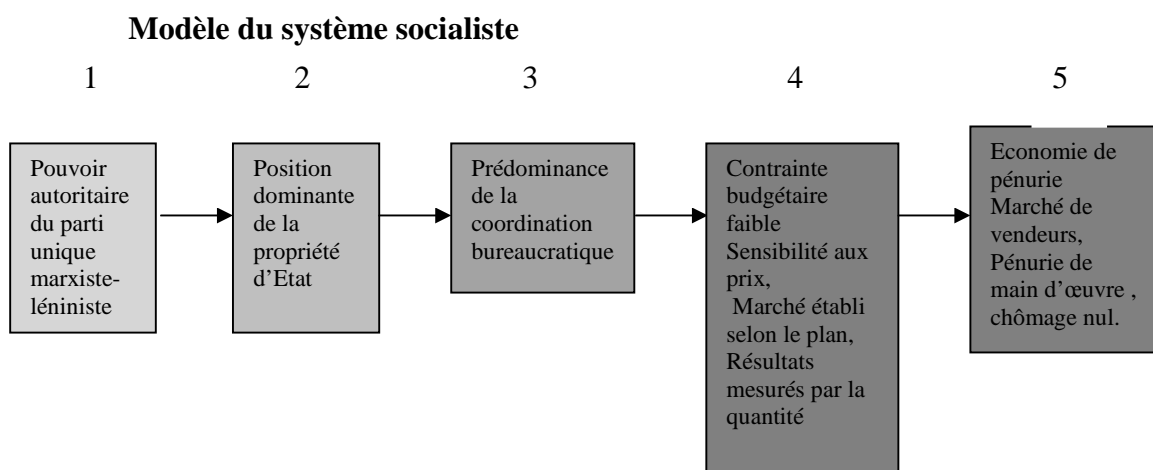 Modèle du système socialiste
1
2
3
4
5
Pouvoir
autoritaire
du parti
unique
marxiste-
léniniste
Position
dominante
de la
propriété
d’Etat
Prédominance
de la
coordination
bureaucratique
Contrainte
budgétaire
faible
Sensibilité aux
prix,
Marché établi
selon le plan,
Résultats
mesurés par la
quantité
Economie de
pénurie
Marché de
vendeurs,
Pénurie de
main d’œuvre ,
chômage nul.